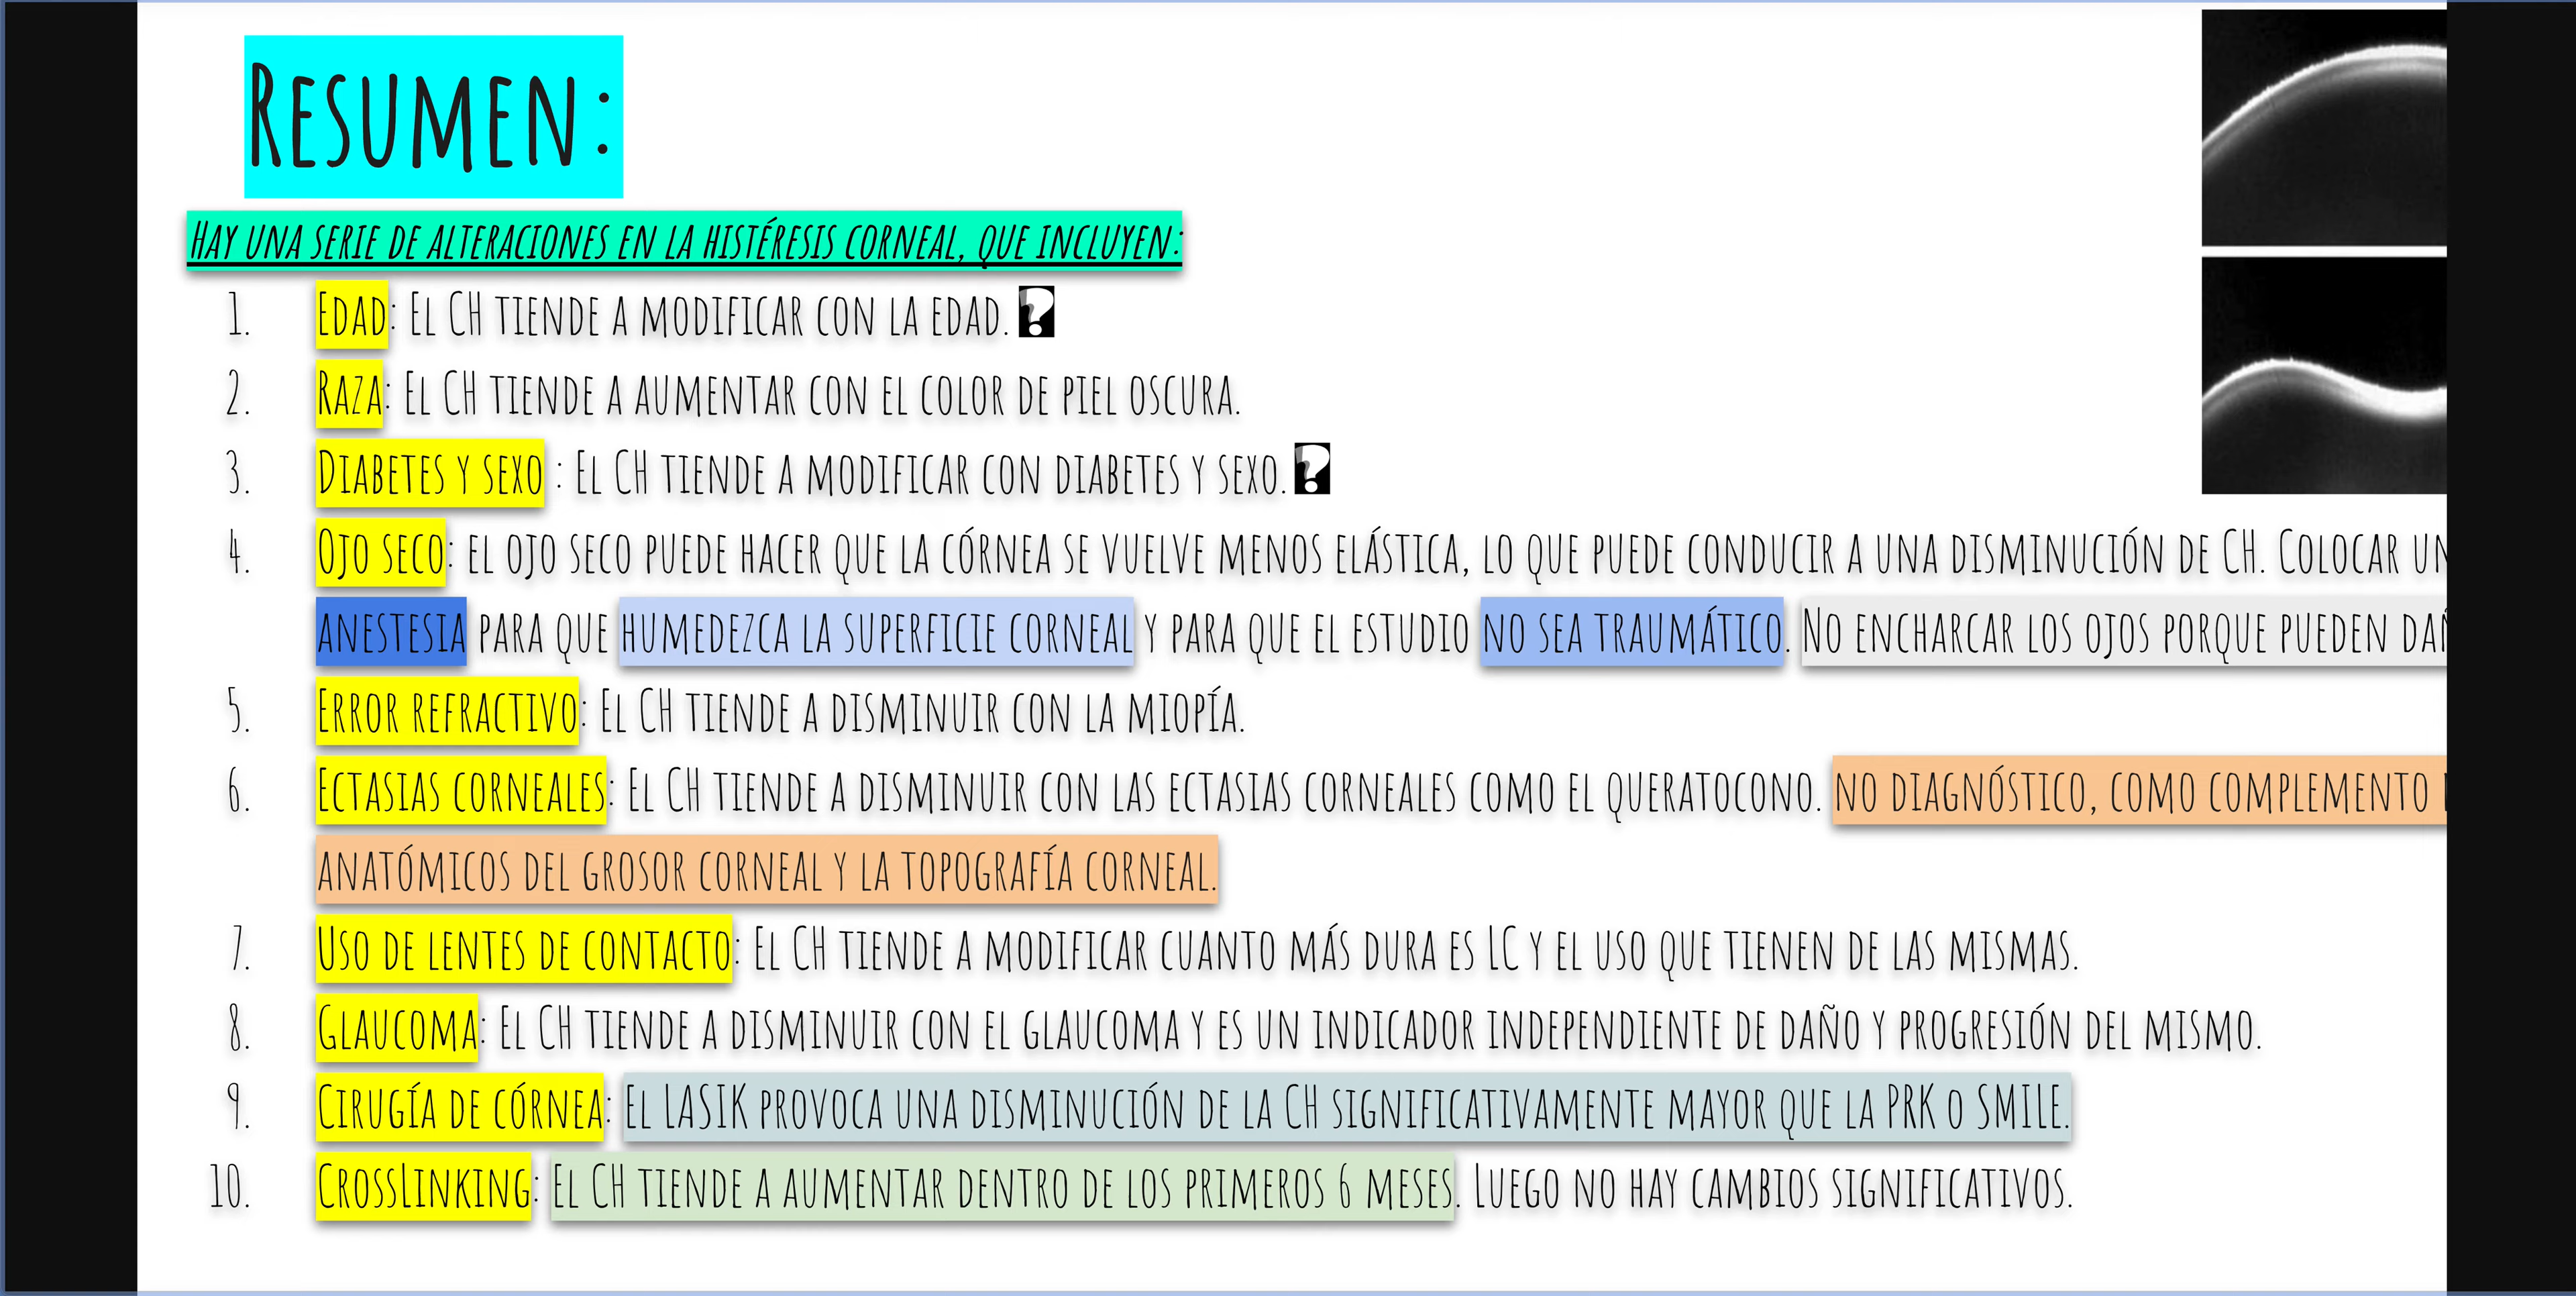 Resumen:
Hay una serie de alteraciones en la histéresis corneal, que incluyen:
1. Edad: El CH tiende a modificar con la edad. ?
2. Raza: El CH tiende a aumentar con el color de piel oscura.
3. Diabetes y sexo : El CH tiende a modificar con diabetes y sexo. ?
4. Ojo seco: el ojo seco puede hacer que la córnea se vuelve menos elástica, lo que puede conducir a una disminución de CH. Colocar
anestesia para que humedezca la superficie corneal y para que el estudio no sea traumático. No encharcar los ojos porque pueden
5. Error refractivo: El CH tiende a disminuir con la miopía.
6. Ectasias corneales: El CH tiende a disminuir con las ectasias corneales como el queratocono. no diagnóstico, como complemento
anatómicos del grosor corneal y la topografía corneal.
7. Uso de lentes de contacto: El CH tiende a modificar cuanto más dura es LC y el uso que tienen de las mismas.
8. Glaucoma: El CH tiende a disminuir con el glaucoma y es un indicador independiente de daño y progresión del mismo.
9. Cirugía de córnea: El LASIK provoca una disminución de la CH significativamente mayor que la PRK o SMILE.
10. CrossLinking: El CH tiende a aumentar dentro de los primeros 6 meses. Luego no hay cambios significativos.